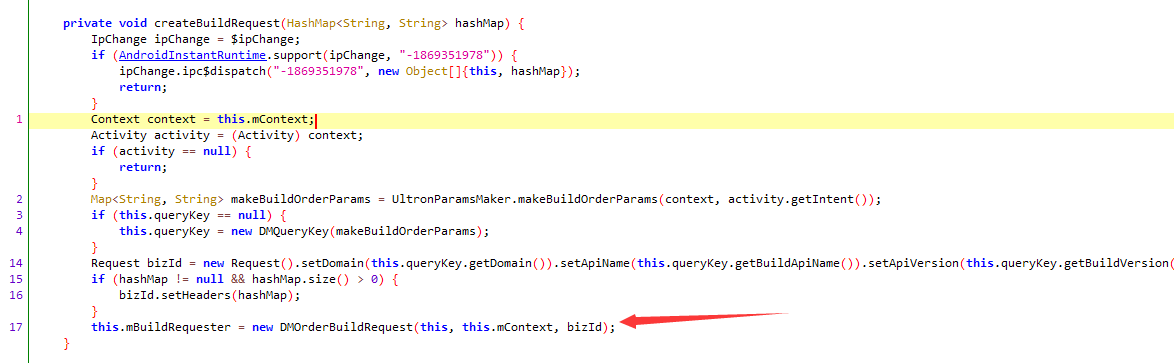 private void createBuildRequest(HashMap<String, String> hashMap) {
IpChange ipChange = $ipChange;
if (AndroidInstantRuntime.support(ipChange, "-1869351978")) {
ipChange.ipc$dispatch("-1869351978", new Object[]{this, hashMap});
return;
}
1 Context context = this.mContext;
Activity activity = (Activity) context;
if (activity == null) {
return;
}
2 Map<String, String> makeBuildOrderParams = UltronParamsMaker.makeBuildOrderParams(context, activity.getIntent());
3 if (this.queryKey == null) {
4 this.queryKey = new DMQueryKey(makeBuildOrderParams);
}
14 Request bizId = new Request().setDomain(this.queryKey.getDomain()).setApiName(this.queryKey.getBuildApiName()).setApiVersion(this.queryKey.getBuildVersion(
15 if (hashMap != null && hashMap.size() > 0) {
16 bizId.setHeaders(hashMap);
}
17 this.mBuildRequester = new DMOrderBuildRequest(this, this.mContext, bizId);
}